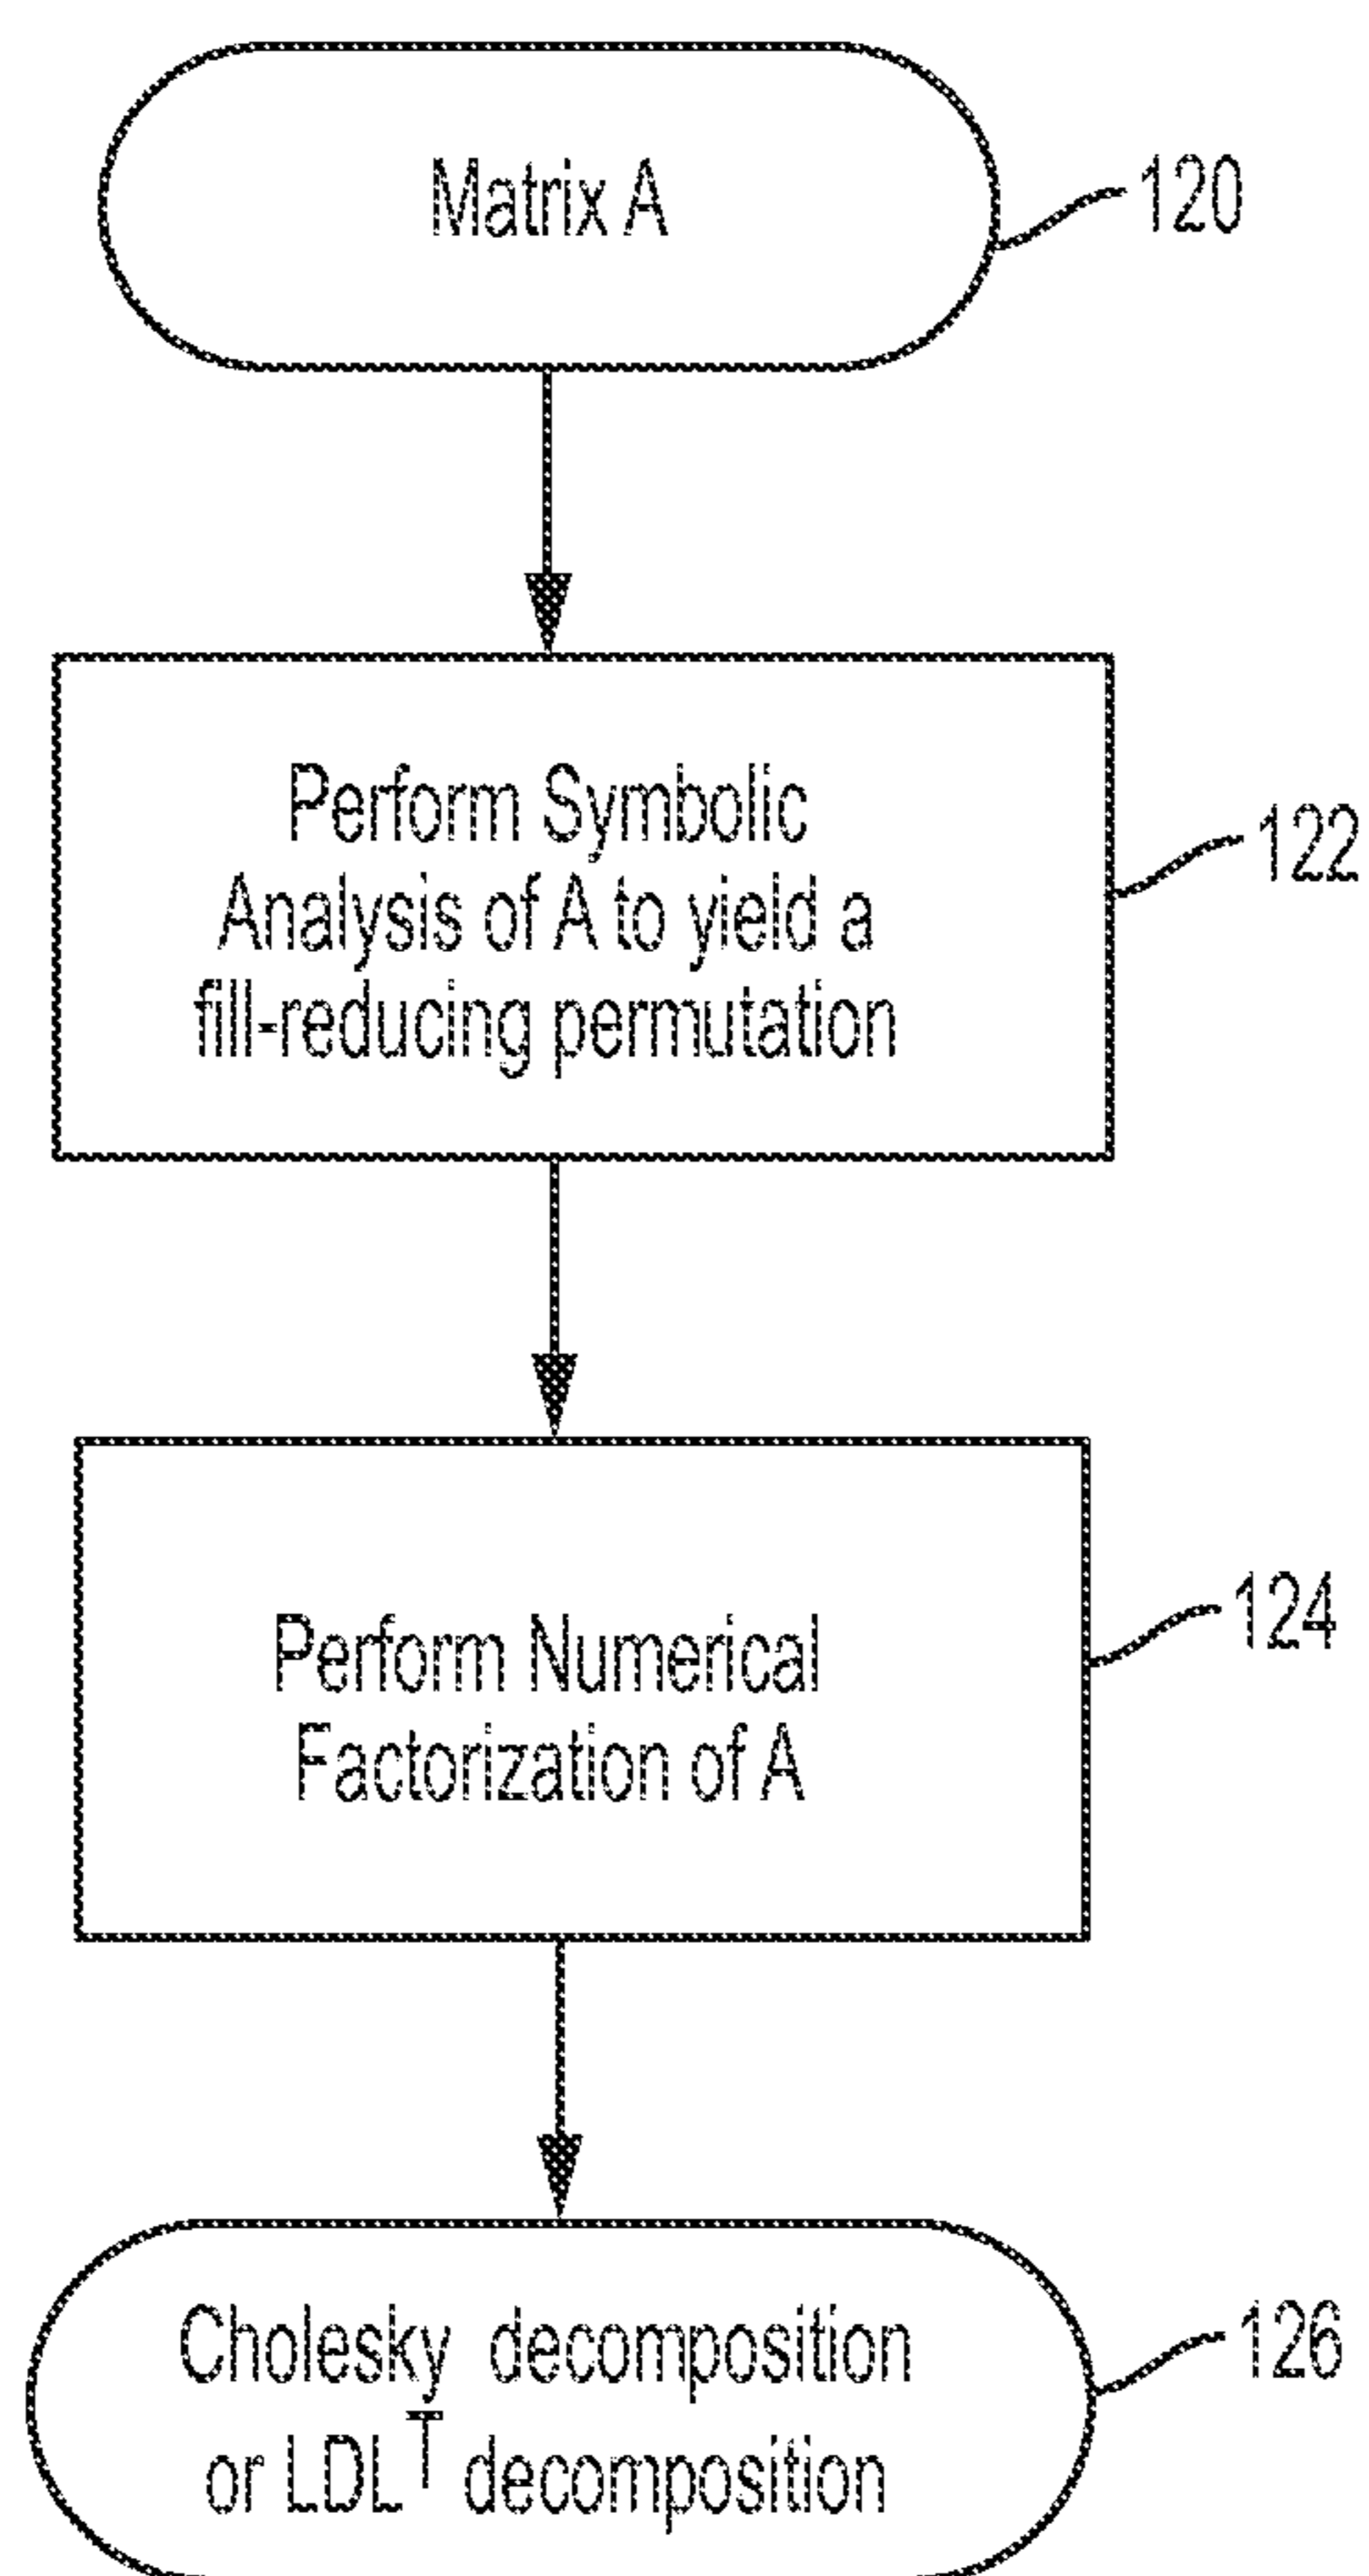 Matrix A
120
Perform Symbolic
Analysis of A to yield a
fill-reducing permutation
122
Perform Numerical
Factorization of A
124
Cholesky decomposition
or LDL^T decomposition
126